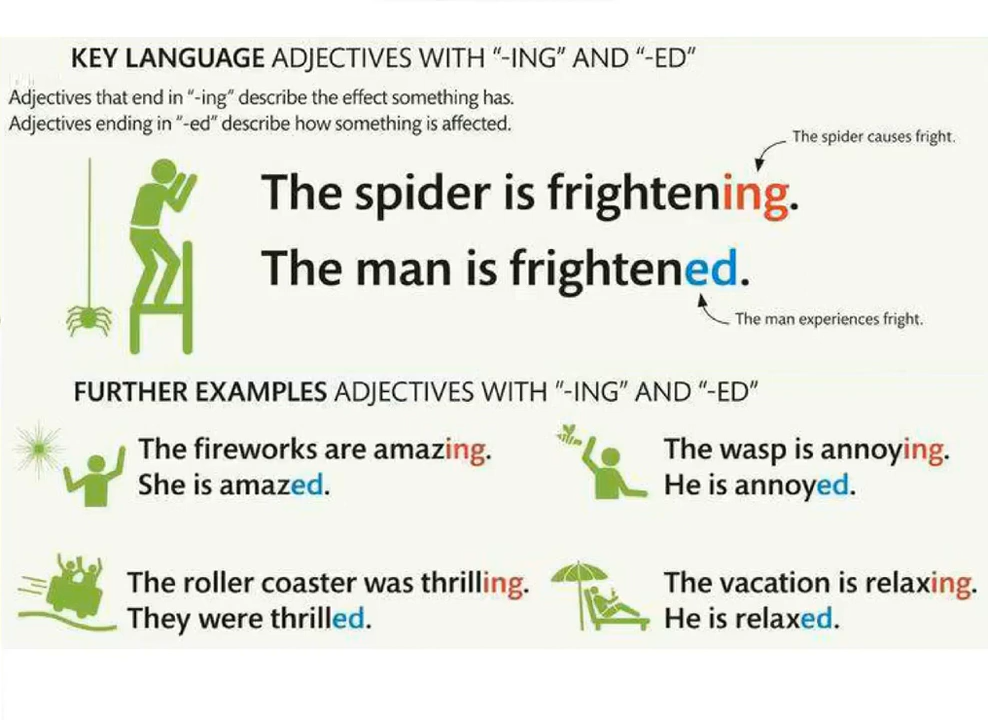 KEY LANGUAGE ADJECTIVES WITH “-ING” AND “-ED”
Adjectives that end in “-ing” describe the effect something has.
Adjectives ending in “-ed” describe how something is affected.
The spider causes fright.
The spider is frightening.
The man is frightened.
The man experiences fright.
FURTHER EXAMPLES ADJECTIVES WITH “-ING” AND “-ED”
The fireworks are amazing.
She is amazed.
The wasp is annoying.
He is annoyed.
The roller coaster was thrilling.
They were thrilled.
The vacation is relaxing.
He is relaxed.